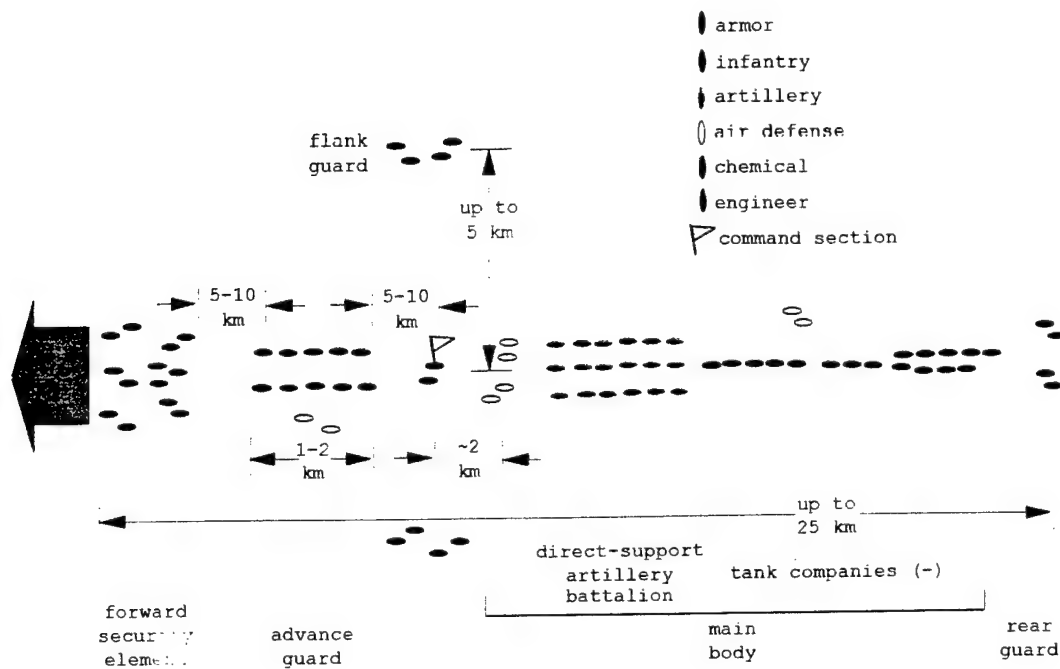 armor
infantry
artillery
air defense
chemical
engineer
command section
flank
guard
up to
5 km
5-10
km
5-10
km
1-2
km
~2
km
up to
25 km
direct-support
artillery
battalion
tank companies (-)
forward
element
advance
guard
main
body
rear
guard